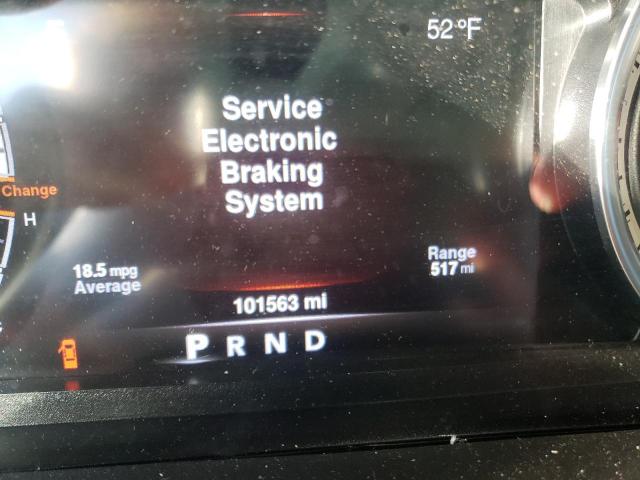 52 °F
Service
Electronic
Braking
System
Change
H
18.5 mpg
Average
Range
517 mi
101563 mi
P R N D